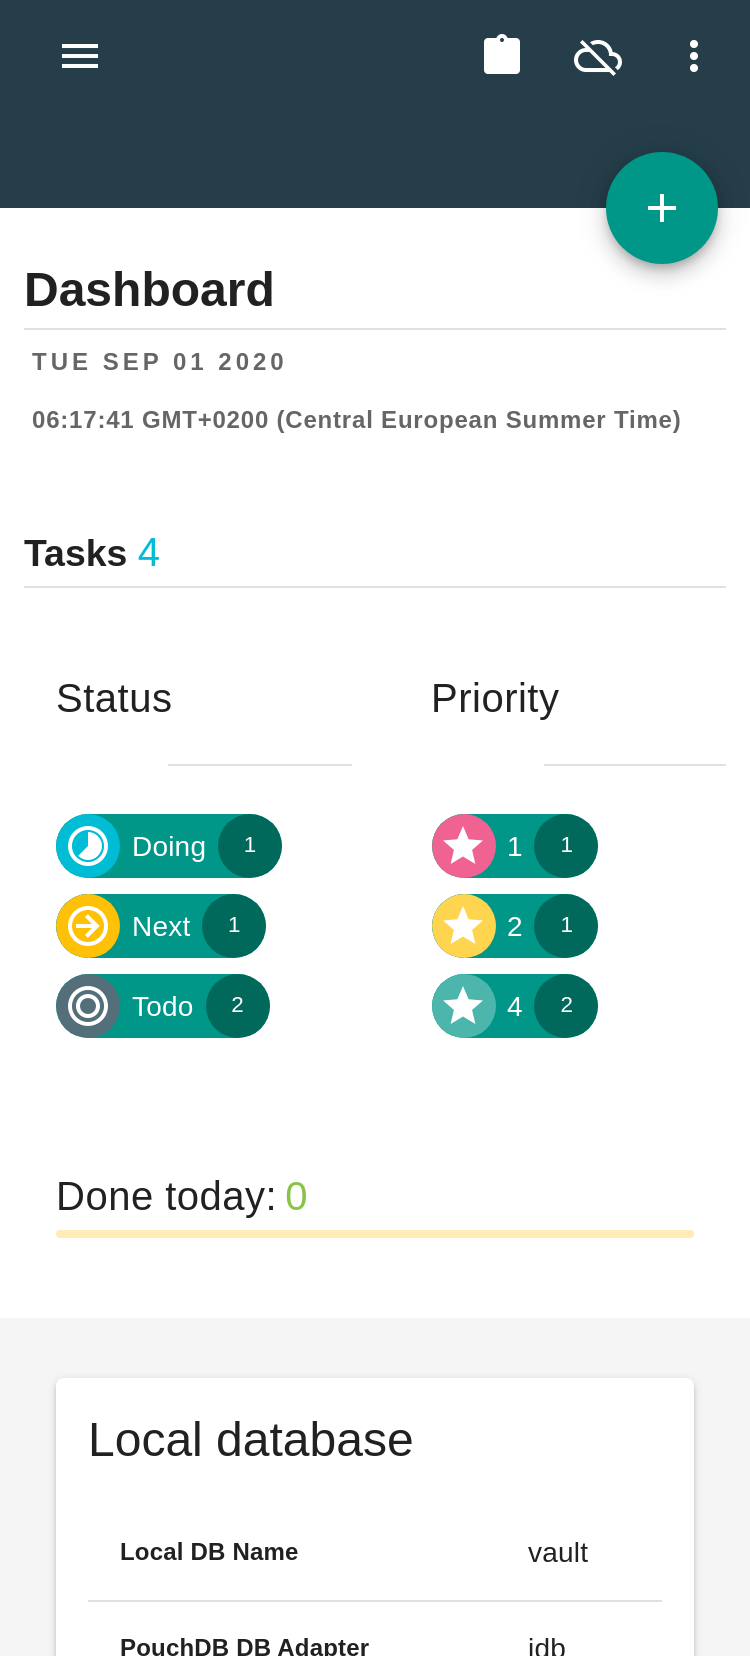 Dashboard
TUE SEP 01 2020
06:17:41 GMT+0200 (Central European Summer Time)
Tasks 4
Status
Doing 1
Next 1
Todo 2
Priority
1 1
2 1
4 2
Done today: 0
Local database
Local DB Name vault
PouchDB DB Adapter idb